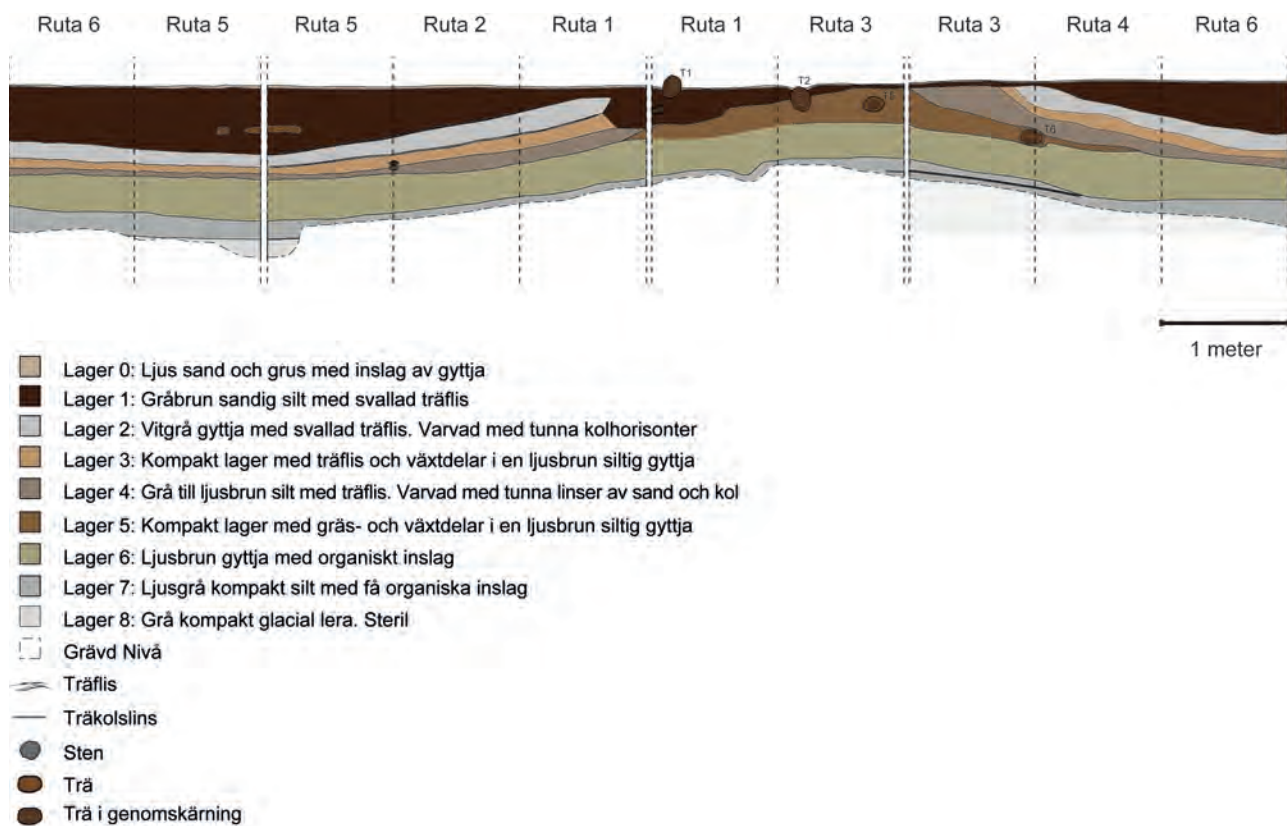 Ruta 6 Ruta 5 Ruta 5 Ruta 2 Ruta 1 Ruta 1 Ruta 3 Ruta 3 Ruta 4 Ruta 6
T1
T2
T5
T6
1 meter
Lager 0: Ljus sand och grus med inslag av gyttja
Lager 1: Gråbrun sandig silt med svallad träflis
Lager 2: Vitgrå gyttja med svallad träflis. Varvad med tunna kolhorisonter
Lager 3: Kompakt lager med träflis och växtdelar i en ljusbrun siltig gyttja
Lager 4: Grå till ljusbrun silt med träflis. Varvad med tunna linser av sand och kol
Lager 5: Kompakt lager med gräs- och växtdelar i en ljusbrun siltig gyttja
Lager 6: Ljusbrun gyttja med organiskt inslag
Lager 7: Ljusgrå kompakt silt med få organiska inslag
Lager 8: Grå kompakt glacial lera. Steril
Grävd Nivå
Träflis
Träkolslins
Sten
Trä
Trä i genomskärning